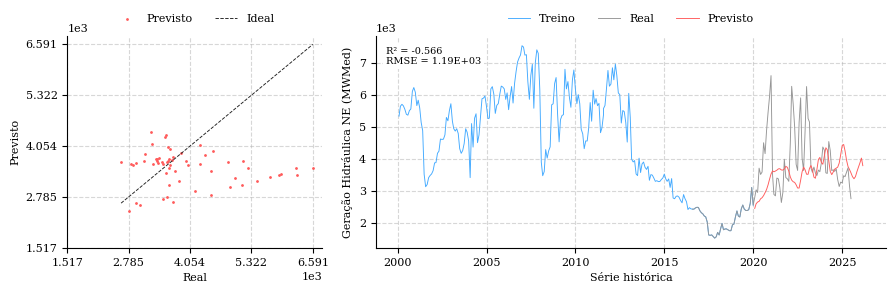 Previsto Ideal
1e3
6.591
5.322
4.054
2.785
1.517
Previsto
1.517 2.785 4.054 5.322 6.591
1e3
Real
Treino Real Previsto
1e3
R² = -0.566
RMSE = 1.19E+03
7
6
5
4
3
2
Geração Hidráulica NE (MWMed)
2000 2005 2010 2015 2020 2025
Série histórica